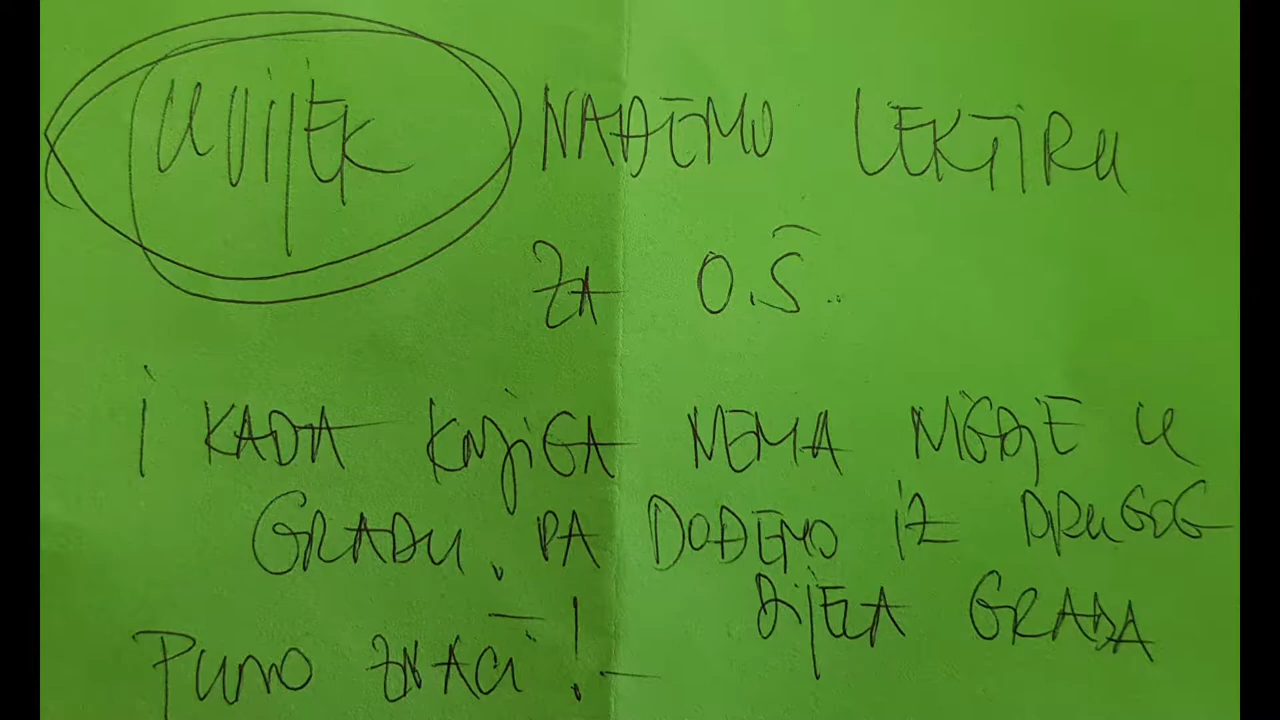 UVIJEK NAĐEMO LEKTIRU
ZA O.Š.
I KADA KNJIGA NEMA NIGDJE U
GRADU, PA DOĐEMO IZ DRUGOG
DIJELA GRADA
PUNO ZNAČI!